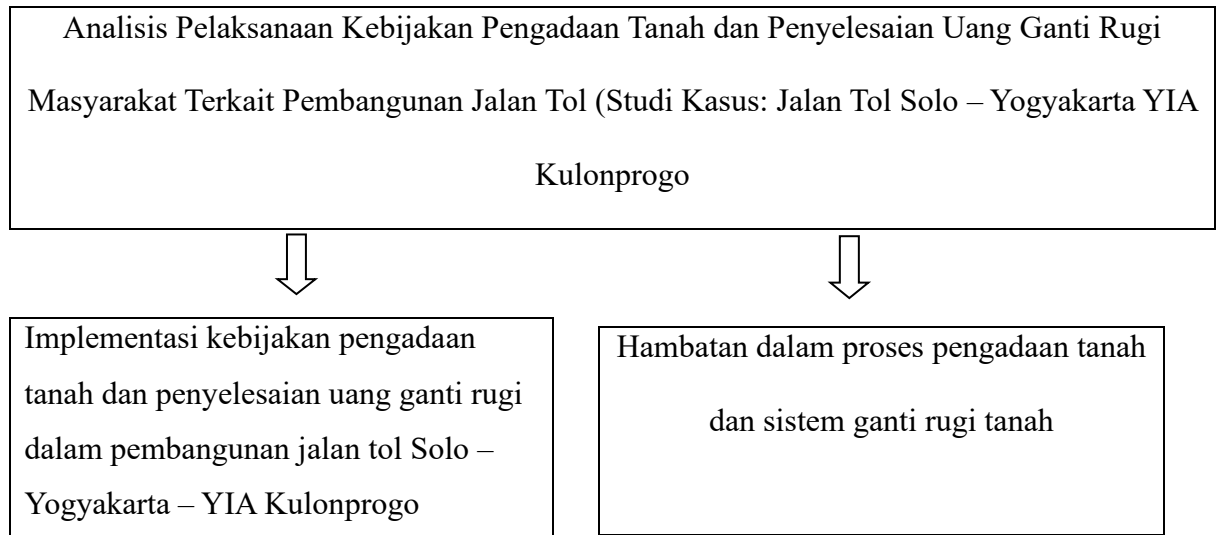 Analisis Pelaksanaan Kebijakan Pengadaan Tanah dan Penyelesaian Uang Ganti Rugi
Masyarakat Terkait Pembangunan Jalan Tol (Studi Kasus: Jalan Tol Solo – Yogyakarta YIA
Kulonprogo
Implementasi kebijakan pengadaan
tanah dan penyelesaian uang ganti rugi
dalam pembangunan jalan tol Solo –
Yogyakarta – YIA Kulonprogo
Hambatan dalam proses pengadaan tanah
dan sistem ganti rugi tanah